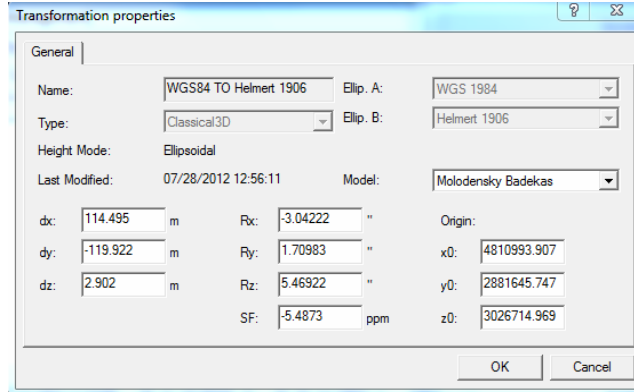 Transformation properties
General
Name: WGS84 TO Helmert 1906 Ellip. A: WGS 1984
Type: Classical3D Ellip. B: Helmert 1906
Height Mode: Ellipsoidal
Last Modified: 07/28/2012 12:56:11 Model: Molodensky Badekas
dx: 114.495 m Rx: -3.04222 " Origin:
dy: -119.922 m Ry: 1.70983 " x0: 4810993.907
dz: 2.902 m Rz: 5.46922 " y0: 2881645.747
SF: -5.4873 ppm z0: 3026714.969
OK Cancel